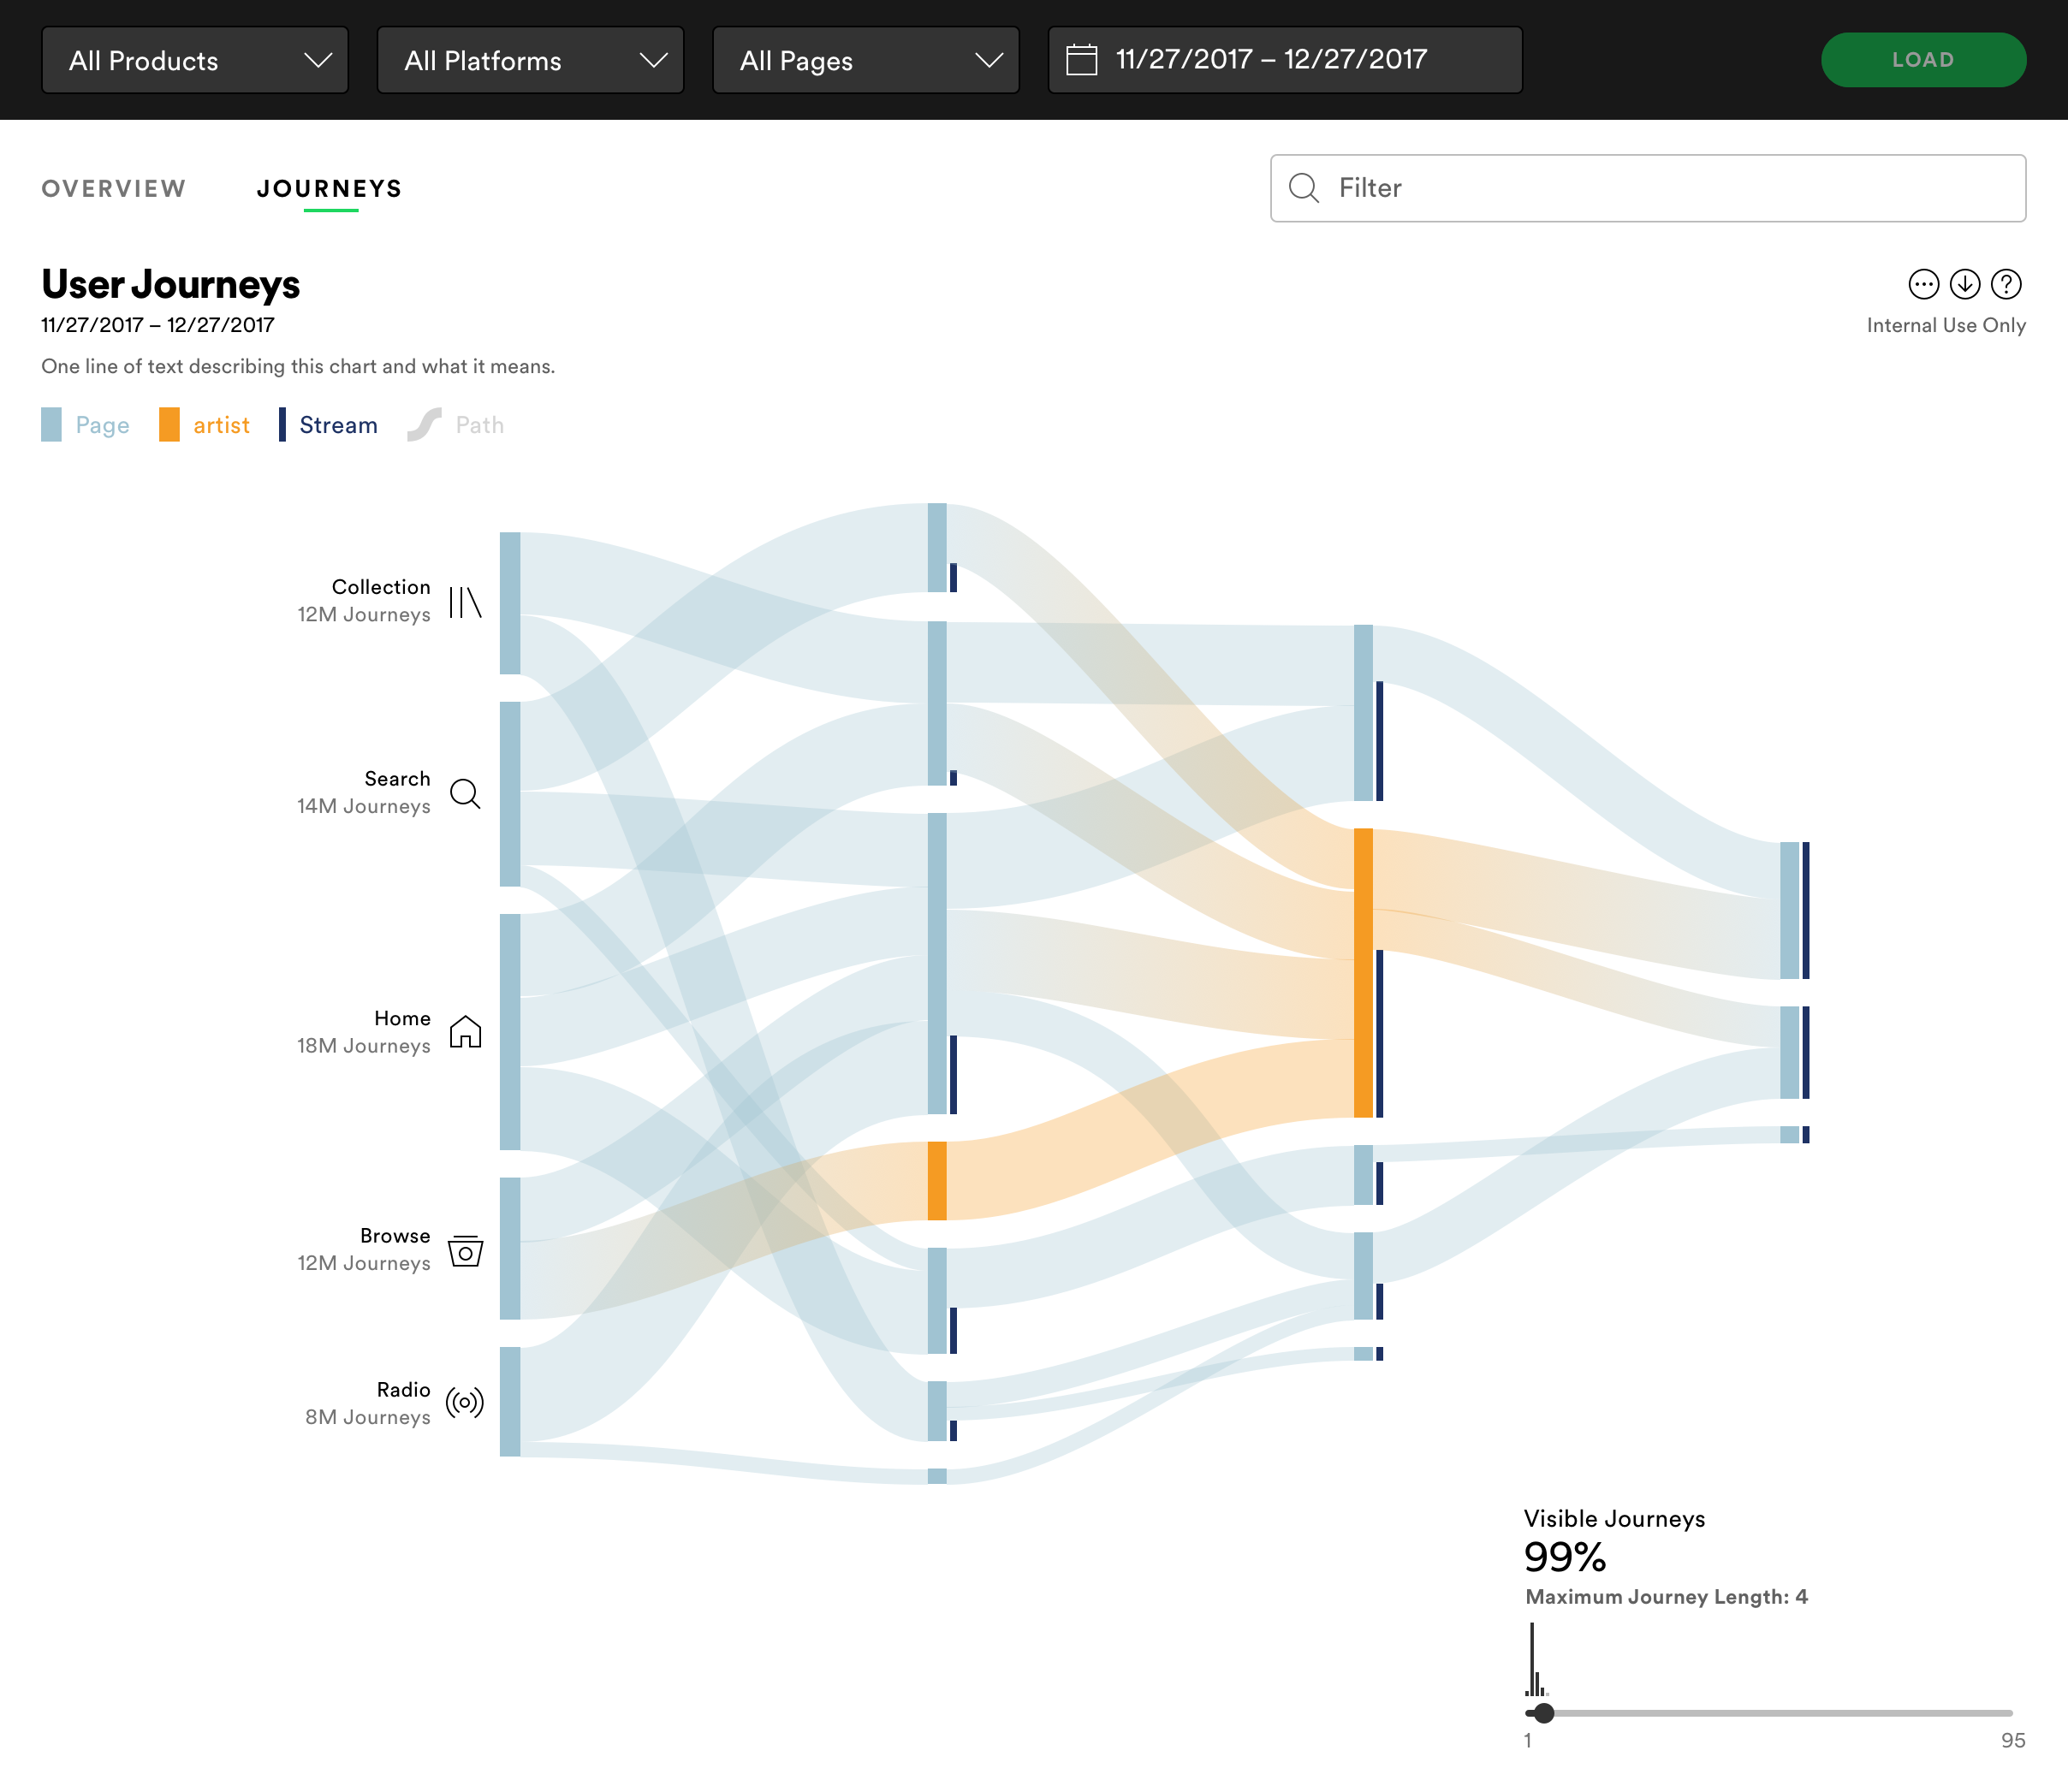 All Products
All Platforms
All Pages
11/27/2017 – 12/27/2017
LOAD
OVERVIEW
JOURNEYS
Filter
User Journeys
11/27/2017 – 12/27/2017
Internal Use Only
One line of text describing this chart and what it means.
Page
artist
Stream
Path
Collection
12M Journeys
Search
14M Journeys
Home
18M Journeys
Browse
12M Journeys
Radio
8M Journeys
Visible Journeys
99%
Maximum Journey Length: 4
1
95